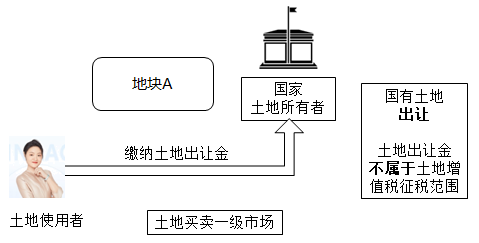 地块A
国家
土地所有者
国有土地
出让
土地出让金
不属于土地增
值税征税范围
缴纳土地出让金
土地使用者
土地买卖一级市场